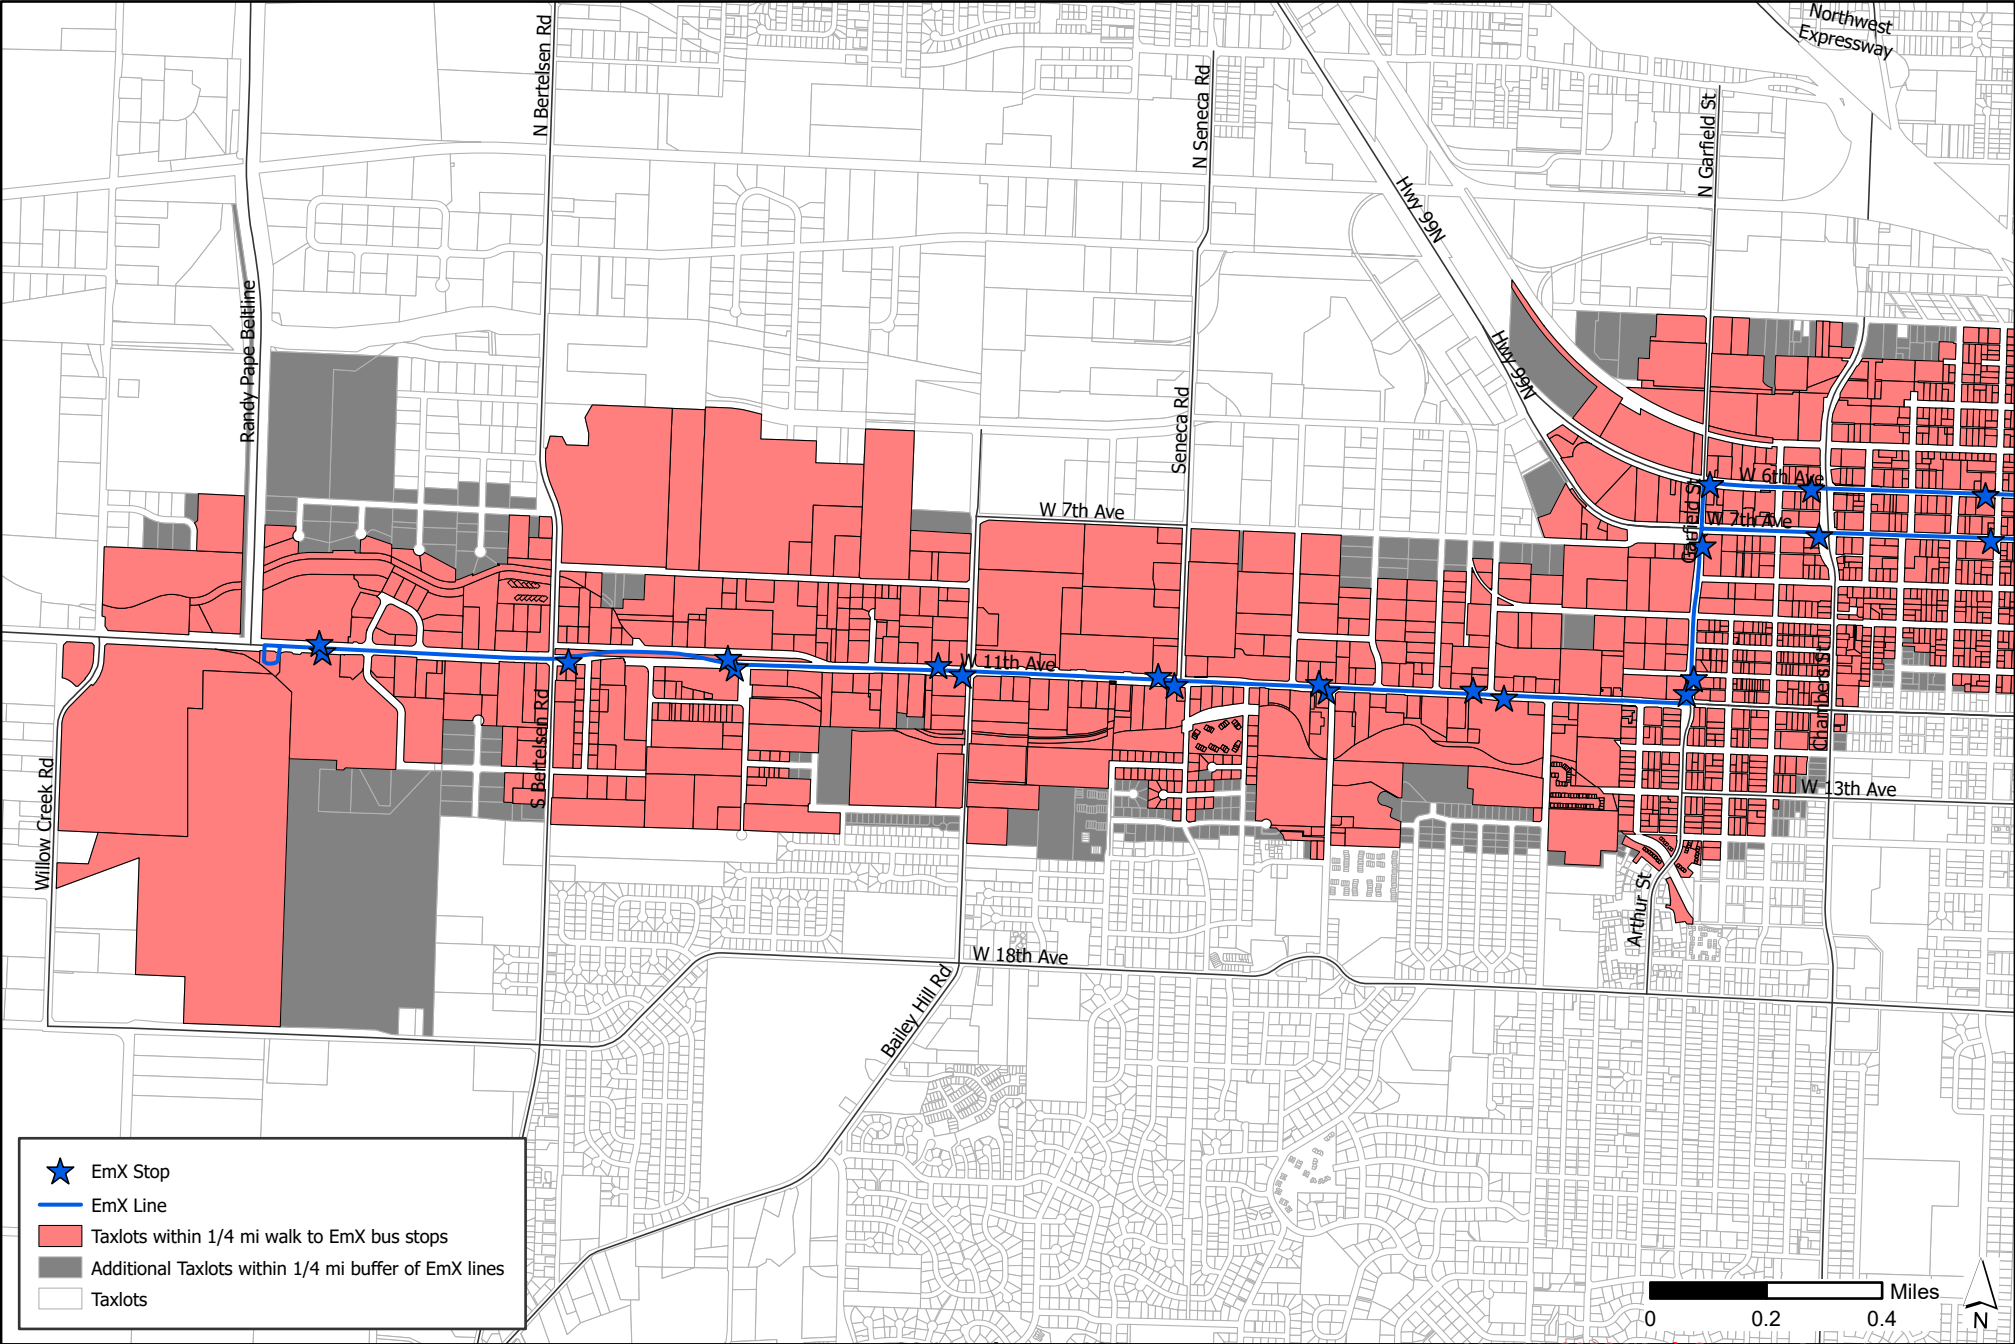 Northwest
Expressway
N Bertelsen Rd
N Seneca Rd
N Garfield St
Hwy 99N
Randy Pape Beltline
Hwy 99N
Seneca Rd
W 6th Ave
W 7th Ave
W 7th Ave
Garfield St
W 11th Ave
Chambers St
S Bertelsen Rd
W 13th Ave
Willow Creek Rd
Arthur St
W 18th Ave
Bailey Hill Rd
EmX Stop
EmX Line
Taxlots within 1/4 mi walk to EmX bus stops
Additional Taxlots within 1/4 mi buffer of EmX lines
Taxlots
Miles
0 0.2 0.4
N